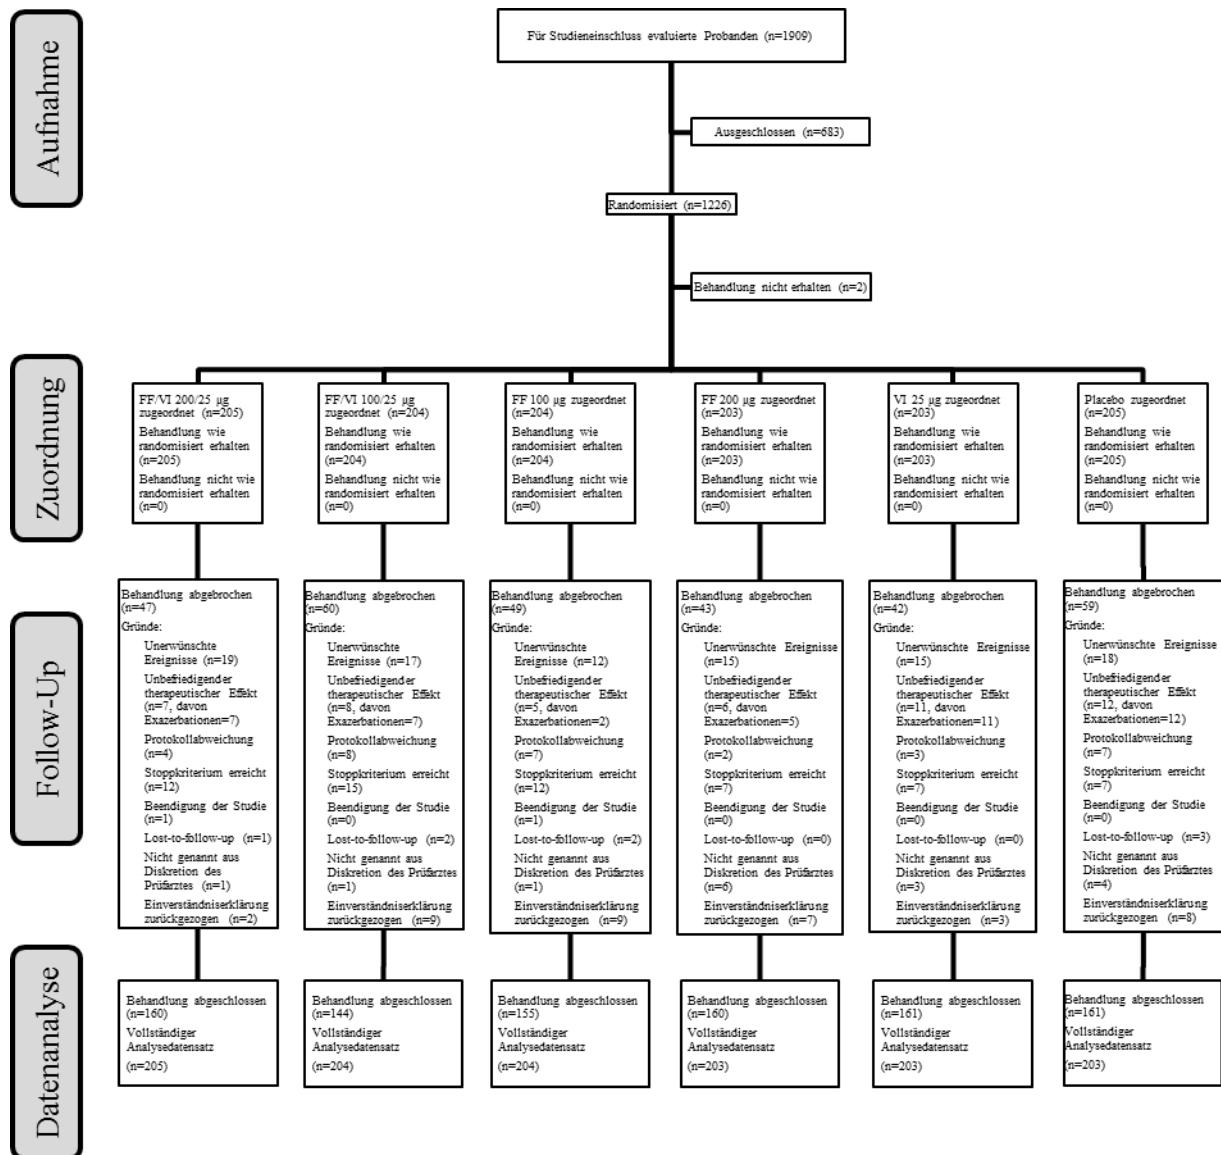 Aufnahme
Für Studieneinschluss evaluierte Probanden (n=1909)
Ausgeschlossen (n=683)
Randomisiert (n=1226)
Behandlung nicht erhalten (n=2)
Zuordnung
FF/VI 200/25 µg
zugeordnet (n=205)
Behandlung wie
randomisiert erhalten
(n=205)
Behandlung nicht wie
randomisiert erhalten
(n=0)
FF/VI 100/25 µg
zugeordnet (n=204)
Behandlung wie
randomisiert erhalten
(n=204)
Behandlung nicht wie
randomisiert erhalten
(n=0)
FF 100 µg zugeordnet
(n=204)
Behandlung wie
randomisiert erhalten
(n=204)
Behandlung nicht wie
randomisiert erhalten
(n=0)
FF 200 µg zugeordnet
(n=203)
Behandlung wie
randomisiert erhalten
(n=203)
Behandlung nicht wie
randomisiert erhalten
(n=0)
VI 25 µg zugeordnet
(n=203)
Behandlung wie
randomisiert erhalten
(n=203)
Behandlung nicht wie
randomisiert erhalten
(n=0)
Placebo zugeordnet
(n=205)
Behandlung wie
randomisiert erhalten
(n=205)
Behandlung nicht wie
randomisiert erhalten
(n=0)
Follow-Up
Behandlung abgebrochen
(n=47)
Gründe:
Unerwünschte
Ereignisse (n=19)
Unbefriedigender
therapeutischer Effekt
(n=7, davon
Exazerbationen=7)
Protokollabweichung
(n=4)
Stoppkriterium erreicht
(n=12)
Beendigung der Studie
(n=1)
Lost-to-follow-up (n=1)
Nicht genannt aus
Diskretion des
Prüfarztes (n=1)
Einverständniserklärung
zurückgezogen (n=2)
Behandlung abgebrochen
(n=60)
Gründe:
Unerwünschte
Ereignisse (n=17)
Unbefriedigender
therapeutischer Effekt
(n=8, davon
Exazerbationen=7)
Protokollabweichung
(n=8)
Stoppkriterium erreicht
(n=15)
Beendigung der Studie
(n=0)
Lost-to-follow-up (n=2)
Nicht genannt aus
Diskretion des Prüfarztes
(n=1)
Einverständniserklärung
zurückgezogen (n=9)
Behandlung abgebrochen
(n=49)
Gründe:
Unerwünschte
Ereignisse (n=12)
Unbefriedigender
therapeutischer Effekt
(n=5, davon
Exazerbationen=2)
Protokollabweichung
(n=7)
Stoppkriterium erreicht
(n=12)
Beendigung der Studie
(n=1)
Lost-to-follow-up (n=2)
Nicht genannt aus
Diskretion des Prüfarztes
(n=1)
Einverständniserklärung
zurückgezogen (n=9)
Behandlung abgebrochen
(n=43)
Gründe:
Unerwünschte Ereignisse
(n=15)
Unbefriedigender
therapeutischer Effekt
(n=6, davon
Exazerbationen=5)
Protokollabweichung
(n=2)
Stoppkriterium erreicht
(n=7)
Beendigung der Studie
(n=0)
Lost-to-follow-up (n=0)
Nicht genannt aus
Diskretion des Prüfarztes
(n=6)
Einverständniserklärung
zurückgezogen (n=7)
Behandlung abgebrochen
(n=42)
Gründe:
Unerwünschte Ereignisse
(n=15)
Unbefriedigender
therapeutischer Effekt
(n=11, davon
Exazerbationen=11)
Protokollabweichung
(n=3)
Stoppkriterium erreicht
(n=7)
Beendigung der Studie
(n=0)
Lost-to-follow-up (n=0)
Nicht genannt aus
Diskretion des Prüfarztes
(n=3)
Einverständniserklärung
zurückgezogen (n=3)
Behandlung abgebrochen
(n=59)
Gründe:
Unerwünschte Ereignisse
(n=18)
Unbefriedigender
therapeutischer Effekt
(n=12, davon
Exazerbationen=12)
Protokollabweichung
(n=7)
Stoppkriterium erreicht
(n=7)
Beendigung der Studie
(n=0)
Lost-to-follow-up (n=3)
Nicht genannt aus
Diskretion des Prüfarztes
(n=4)
Einverständniserklärung
zurückgezogen (n=8)
Datenanalyse
Behandlung abgeschlossen
(n=160)
Vollständiger
Analysedatensatz
(n=205)
Behandlung abgeschlossen
(n=144)
Vollständiger
Analysedatensatz
(n=204)
Behandlung abgeschlossen
(n=155)
Vollständiger
Analysedatensatz
(n=204)
Behandlung abgeschlossen
(n=160)
Vollständiger
Analysedatensatz
(n=203)
Behandlung abgeschlossen
(n=161)
Vollständiger
Analysedatensatz
(n=203)
Behandlung abgeschlossen
(n=161)
Vollständiger
Analysedatensatz
(n=203)